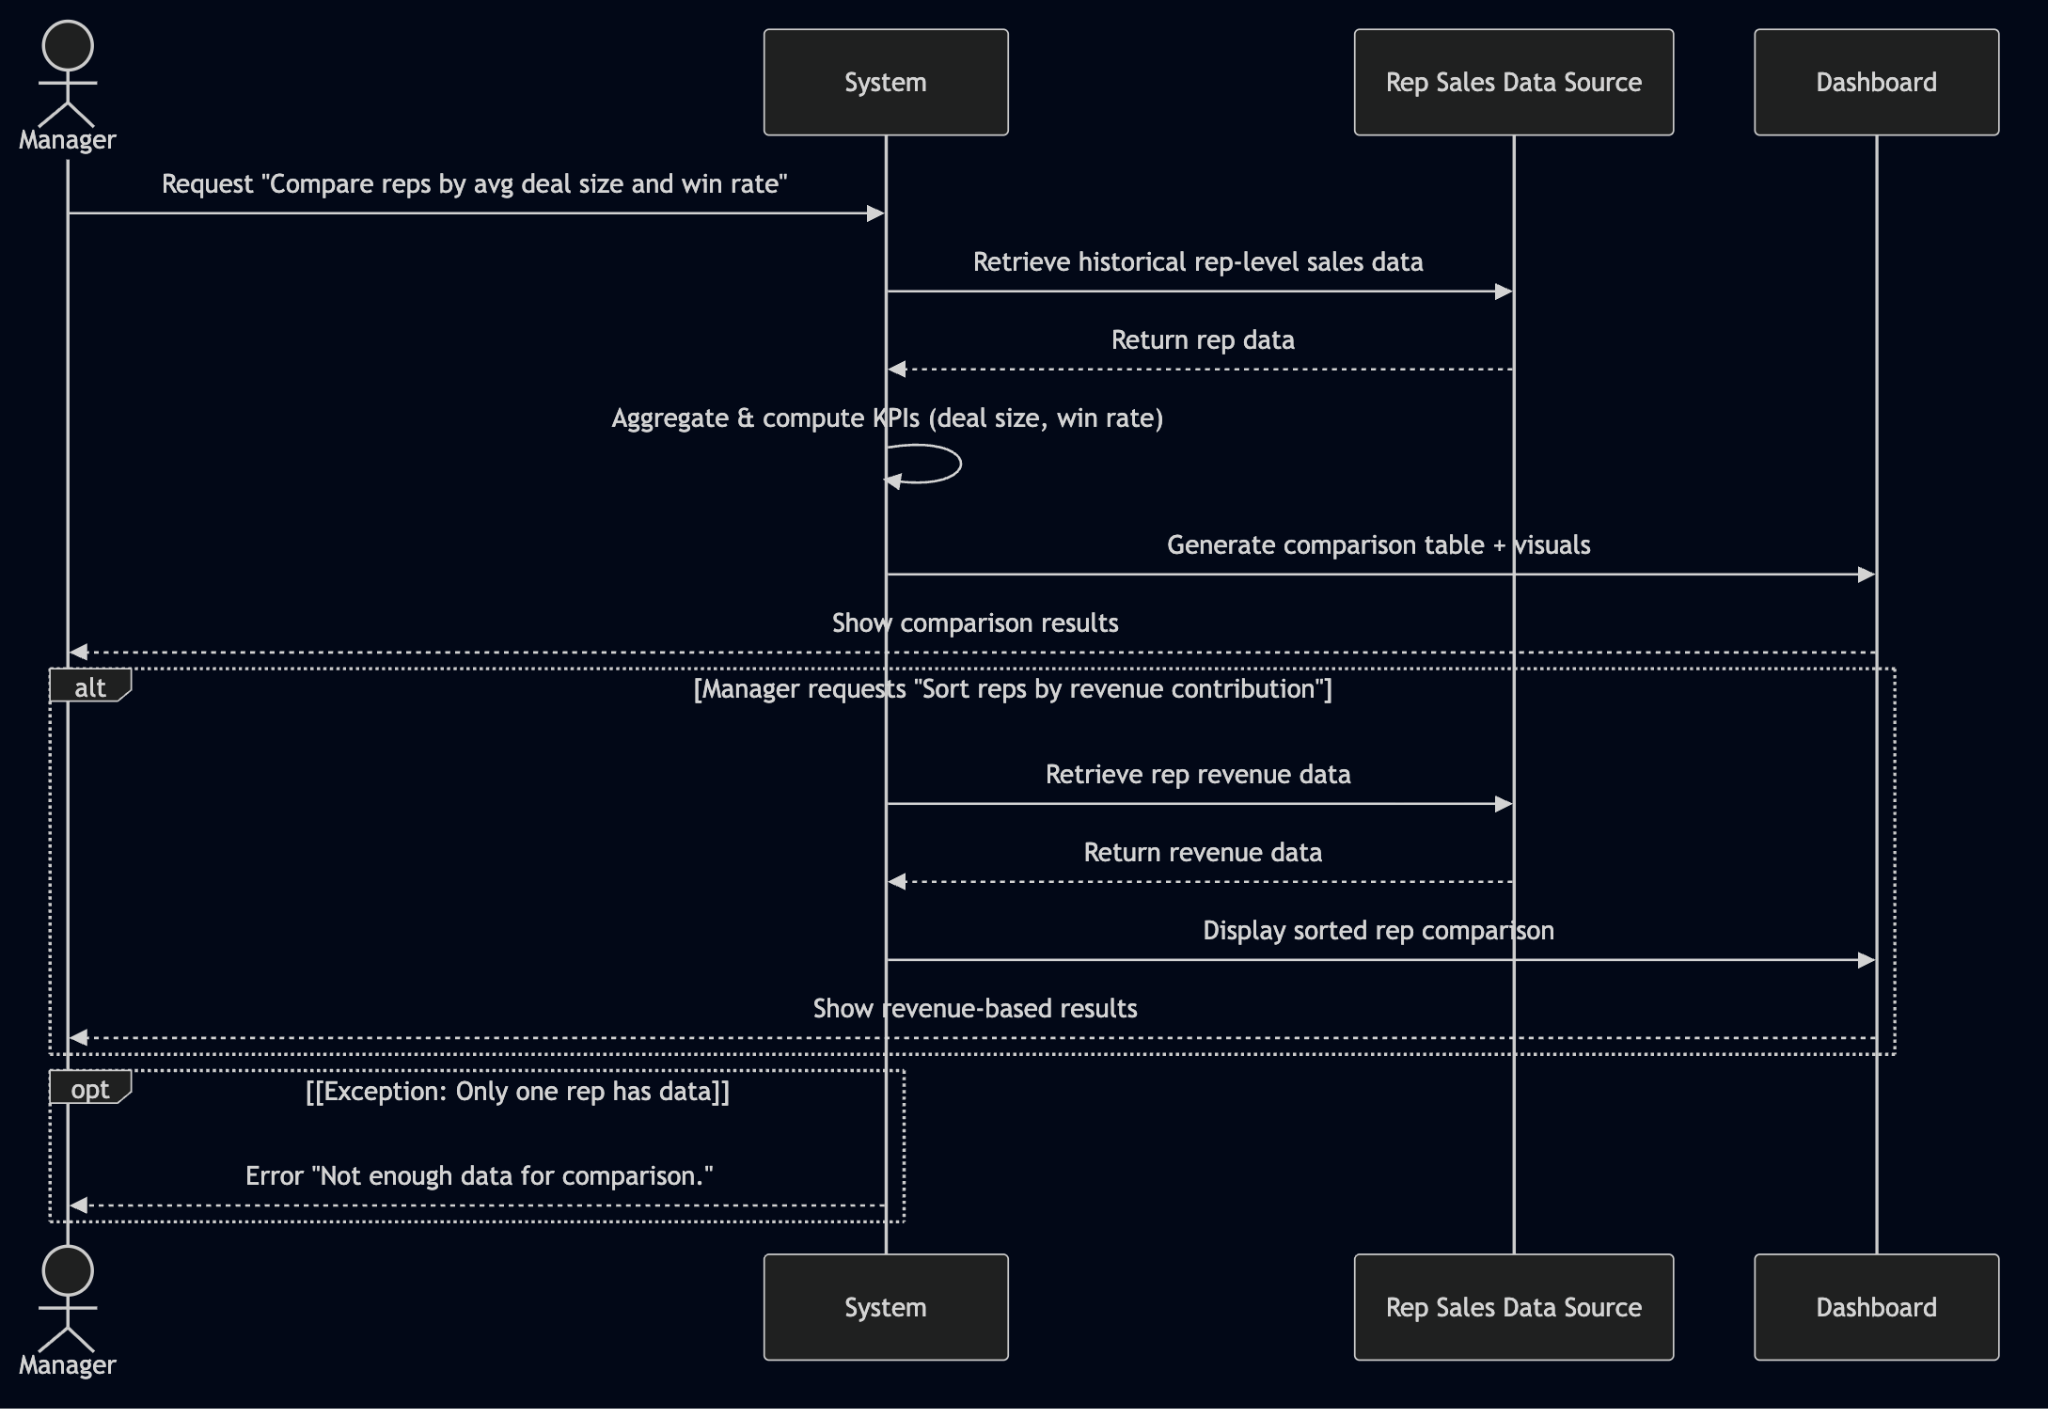 Manager
System
Rep Sales Data Source
Dashboard
Request "Compare reps by avg deal size and win rate"
Retrieve historical rep-level sales data
Return rep data
Aggregate & compute KPIs (deal size, win rate)
Generate comparison table + visuals
Show comparison results
alt
[Manager requests "Sort reps by revenue contribution"]
Retrieve rep revenue data
Return revenue data
Display sorted rep comparison
Show revenue-based results
opt
[[Exception: Only one rep has data]]
Error "Not enough data for comparison."
Manager
System
Rep Sales Data Source
Dashboard